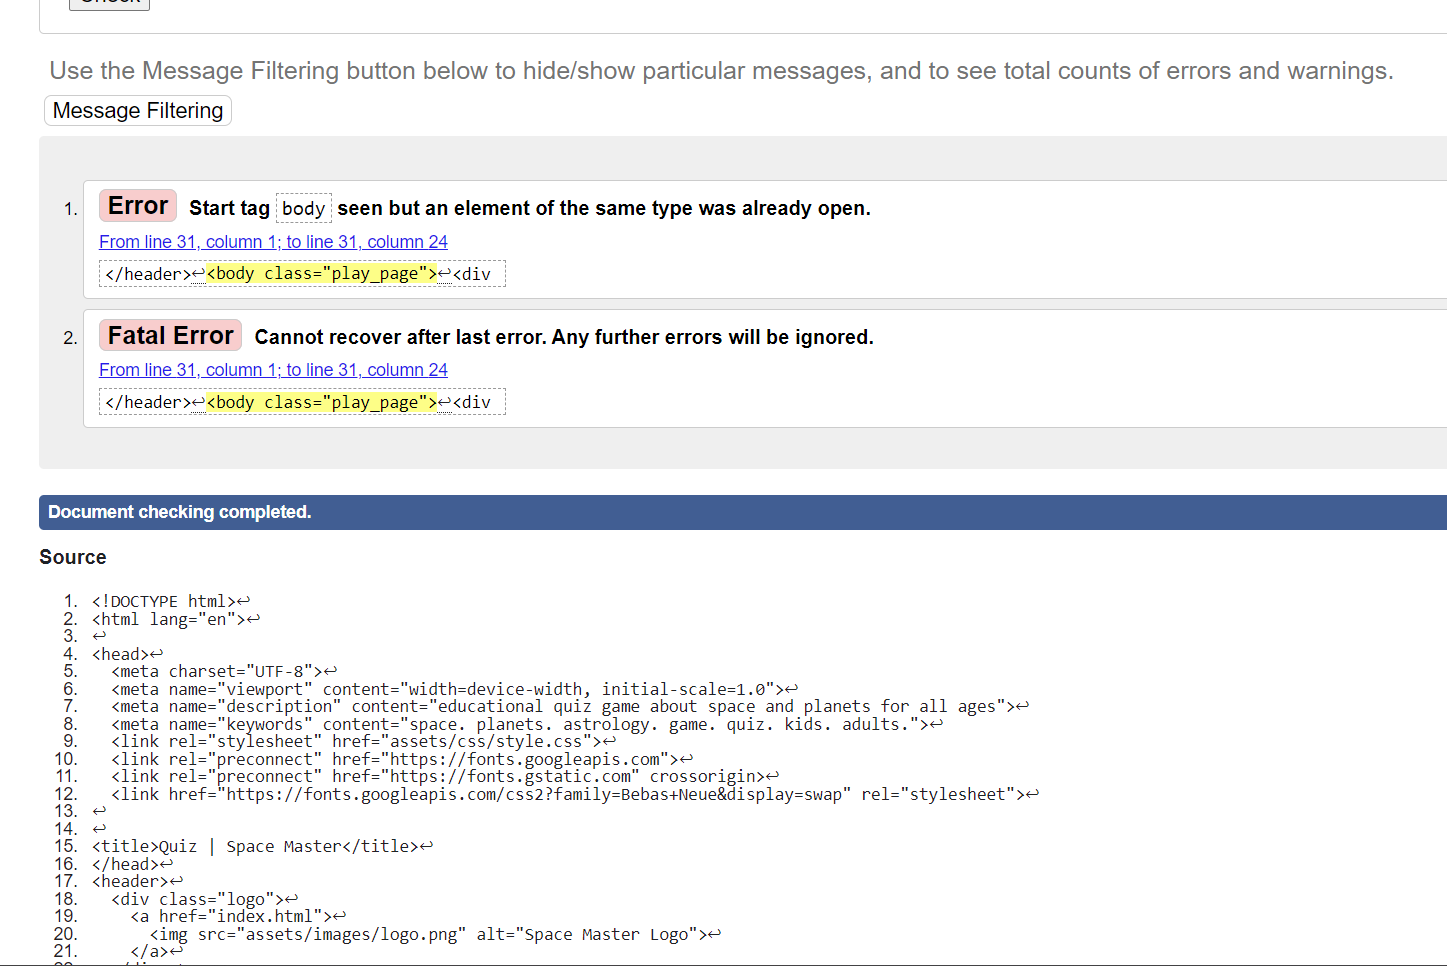 Check
Use the Message Filtering button below to hide/show particular messages, and to see total counts of errors and warnings.
Message Filtering
1. Error Start tag body seen but an element of the same type was already open.
From line 31, column 1; to line 31, column 24
</header>↩<body class="play_page">↩<div
2. Fatal Error Cannot recover after last error. Any further errors will be ignored.
From line 31, column 1; to line 31, column 24
</header>↩<body class="play_page">↩<div
Document checking completed.
Source
1. <!DOCTYPE html>↩
2. <html lang="en">↩
3. ↩
4. <head>↩
5. <meta charset="UTF-8">↩
6. <meta name="viewport" content="width=device-width, initial-scale=1.0">↩
7. <meta name="description" content="educational quiz game about space and planets for all ages">↩
8. <meta name="keywords" content="space. planets. astrology. game. quiz. kids. adults.">↩
9. <link rel="stylesheet" href="assets/css/style.css">↩
10. <link rel="preconnect" href="https://fonts.googleapis.com">↩
11. <link rel="preconnect" href="https://fonts.gstatic.com" crossorigin>↩
12. <link href="https://fonts.googleapis.com/css2?family=Bebas+Neue&display=swap" rel="stylesheet">↩
13. ↩
14. ↩
15. <title>Quiz | Space Master</title>↩
16. </head>↩
17. <header>↩
18. <div class="logo">↩
19. <a href="index.html">↩
20. <img src="assets/images/logo.png" alt="Space Master Logo">↩
21. </a>↩